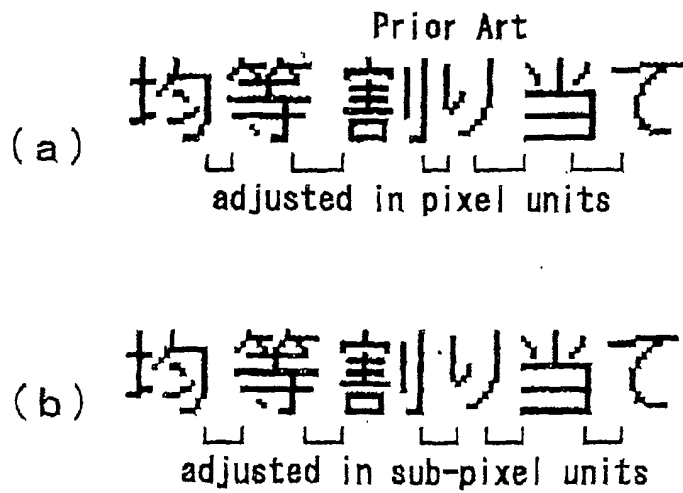 Prior Art
(a) 均等割り当て
adjusted in pixel units
(b) 均等割り当て
adjusted in sub-pixel units